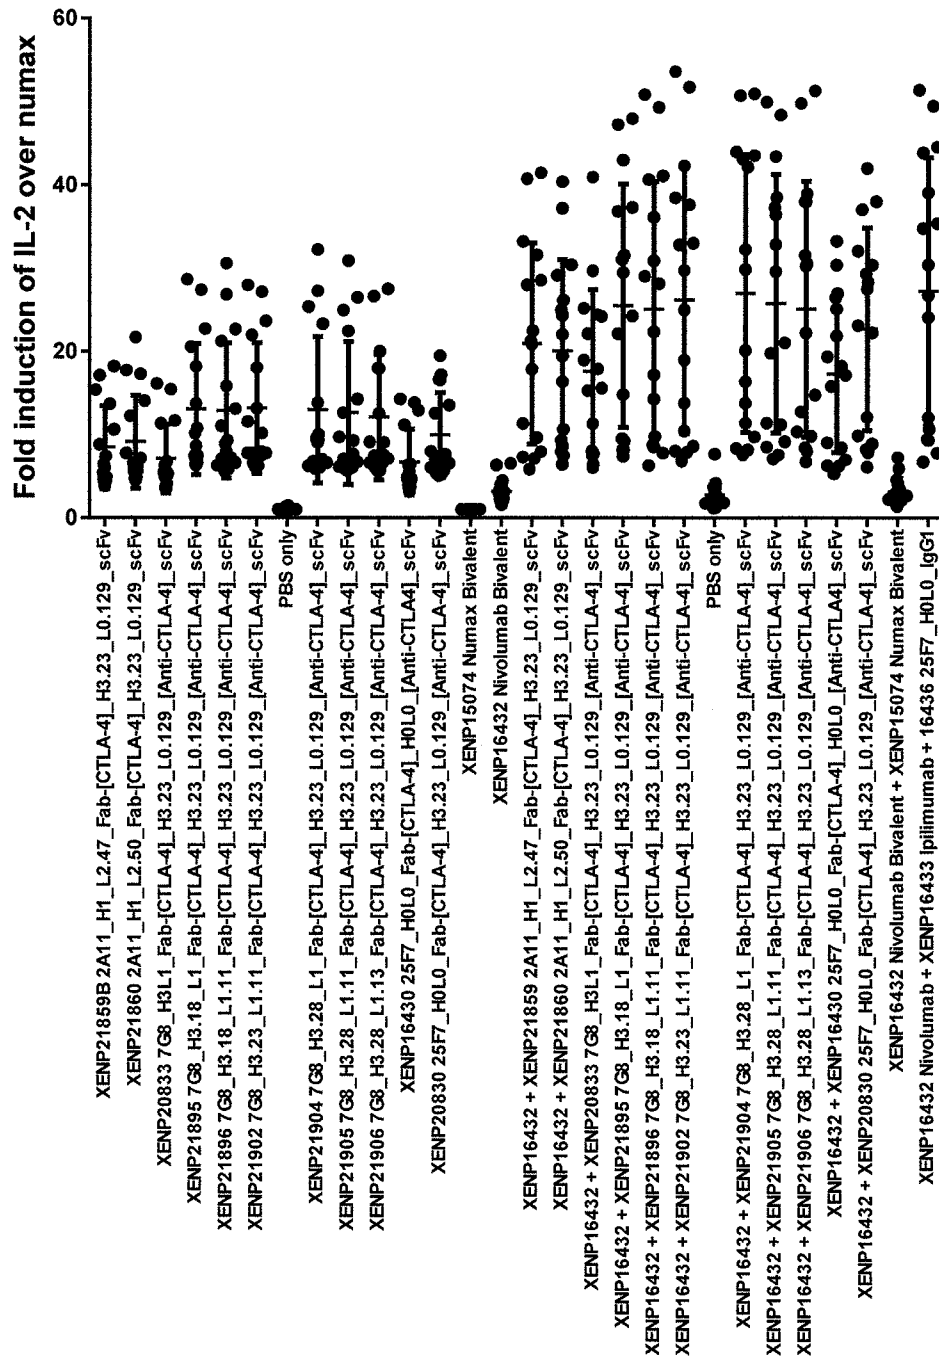 Fold induction of IL-2 over numax
60
40
20
0
XENP21859B 2A11_H1_L2.47_Fab-[CTLA-4]_H3.23_L0.129_scFv
XENP21860 2A11_H1_L2.50_Fab-[CTLA-4]_H3.23_L0.129_scFv
XENP20833 7G8_H3L1_Fab-[CTLA-4]_H3.23_L0.129_[Anti-CTLA-4]_scFv
XENP21895 7G8_H3.18_L1_Fab-[CTLA-4]_H3.23_L0.129_[Anti-CTLA-4]_scFv
XENP21896 7G8_H3.18_L1.11_Fab-[CTLA-4]_H3.23_L0.129_[Anti-CTLA-4]_scFv
XENP21902 7G8_H3.23_L1.11_Fab-[CTLA-4]_H3.23_L0.129_[Anti-CTLA-4]_scFv
PBS only
XENP21904 7G8_H3.28_L1_Fab-[CTLA-4]_H3.23_L0.129_[Anti-CTLA-4]_scFv
XENP21905 7G8_H3.28_L1.11_Fab-[CTLA-4]_H3.23_L0.129_[Anti-CTLA-4]_scFv
XENP21906 7G8_H3.28_L1.13_Fab-[CTLA-4]_H3.23_L0.129_[Anti-CTLA-4]_scFv
XENP16430 25F7_H0L0_Fab-[CTLA-4]_H0L0_[Anti-CTLA4]_scFv
XENP20830 25F7_H0L0_Fab-[CTLA-4]_H3.23_L0.129_[Anti-CTLA-4]_scFv
XENP15074 Numax Bivalent
XENP16432 Nivolumab Bivalent
XENP16432 + XENP21859 2A11_H1_L2.47_Fab-[CTLA-4]_H3.23_L0.129_scFv
XENP16432 + XENP21860 2A11_H1_L2.50_Fab-[CTLA-4]_H3.23_L0.129_scFv
XENP16432 + XENP20833 7G8_H3L1_Fab-[CTLA-4]_H3.23_L0.129_[Anti-CTLA-4]_scFv
XENP16432 + XENP21895 7G8_H3.18_L1_Fab-[CTLA-4]_H3.23_L0.129_[Anti-CTLA-4]_scFv
XENP16432 + XENP21896 7G8_H3.18_L1.11_Fab-[CTLA-4]_H3.23_L0.129_[Anti-CTLA-4]_scFv
XENP16432 + XENP21902 7G8_H3.23_L1.11_Fab-[CTLA-4]_H3.23_L0.129_[Anti-CTLA-4]_scFv
PBS only
XENP16432 + XENP21904 7G8_H3.28_L1_Fab-[CTLA-4]_H3.23_L0.129_[Anti-CTLA-4]_scFv
XENP16432 + XENP21905 7G8_H3.28_L1.11_Fab-[CTLA-4]_H3.23_L0.129_[Anti-CTLA-4]_scFv
XENP16432 + XENP21906 7G8_H3.28_L1.13_Fab-[CTLA-4]_H3.23_L0.129_[Anti-CTLA-4]_scFv
XENP16432 + XENP16430 25F7_H0L0_Fab-[CTLA-4]_H0L0_[Anti-CTLA4]_scFv
XENP16432 + XENP20830 25F7_H0L0_Fab-[CTLA-4]_H3.23_L0.129_[Anti-CTLA-4]_scFv
XENP16432 Nivolumab Bivalent + XENP15074 Numax Bivalent
XENP16432 Nivolumab + XENP16433 Ipilimumab + 16436 25F7_H0L0_IgG1